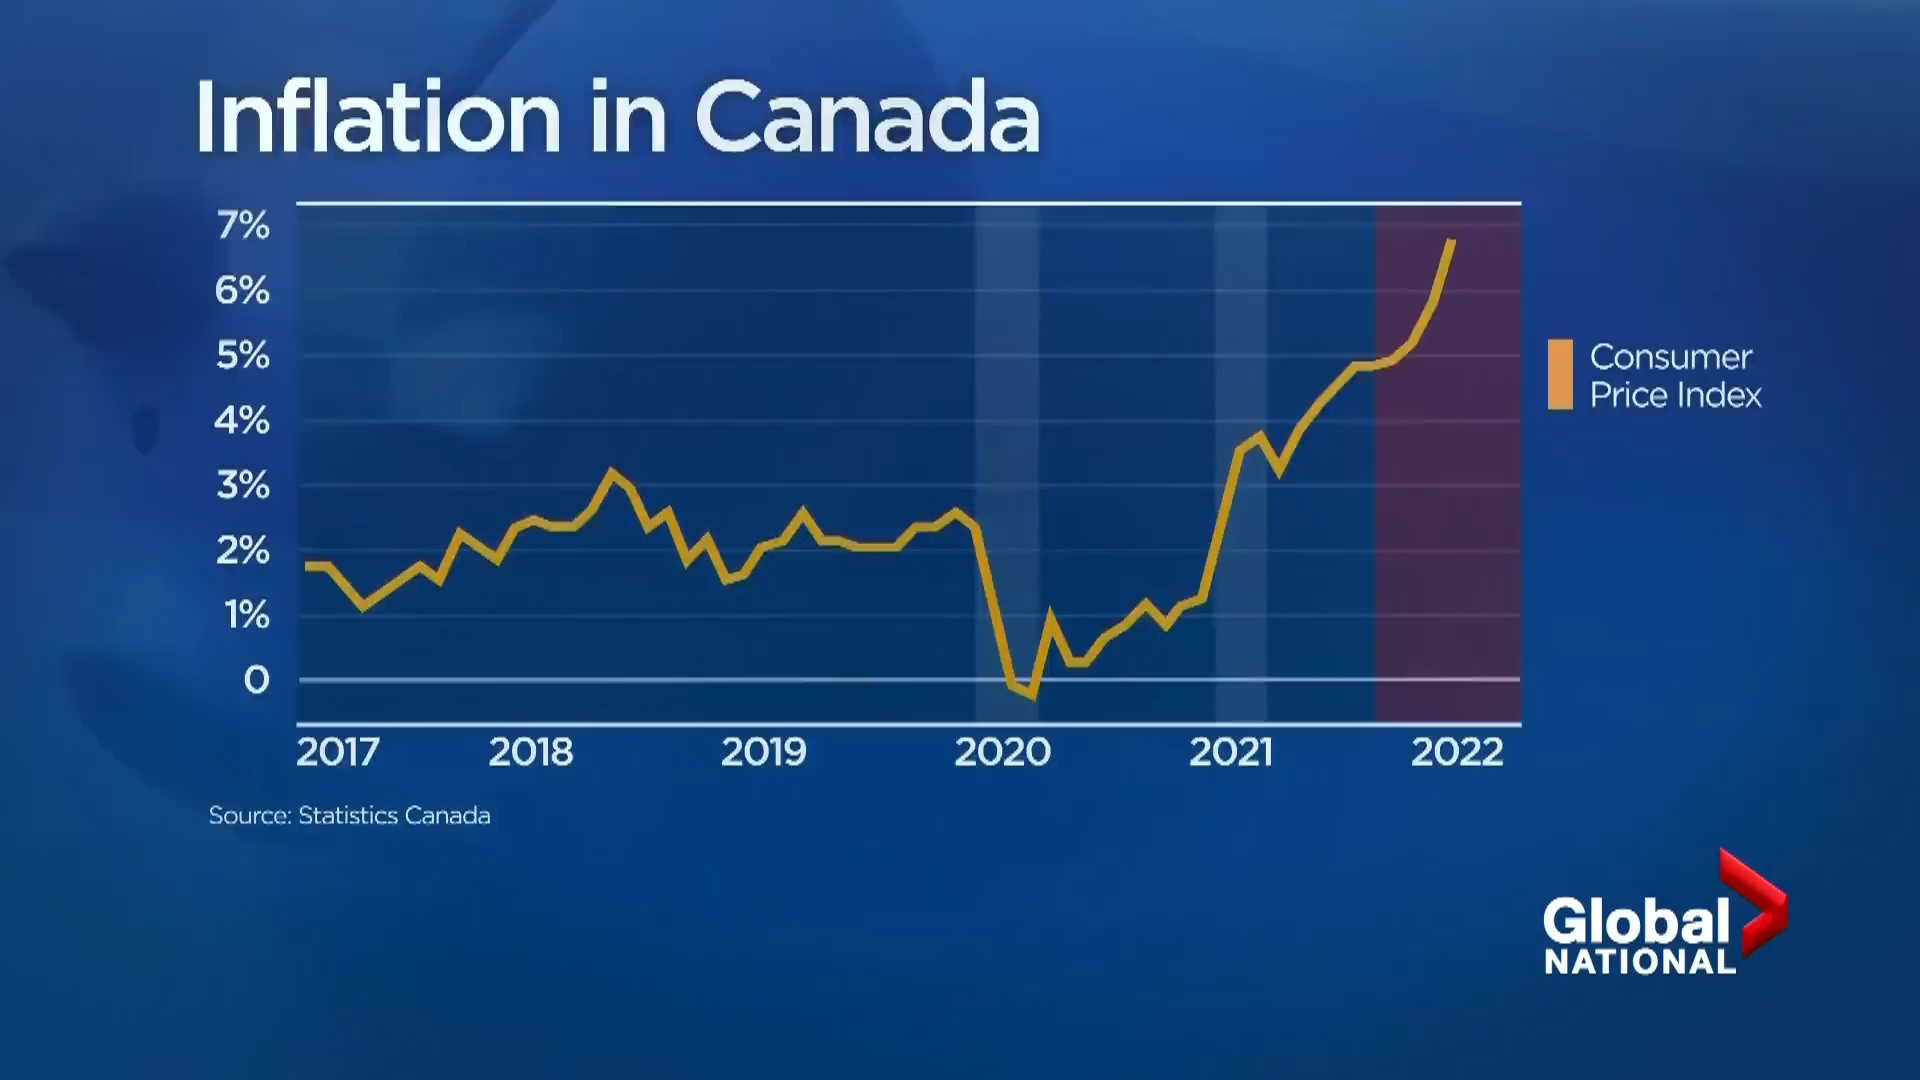 Inflation in Canada
7%
6%
5%
4%
3%
2%
1%
0
2017 2018 2019 2020 2021 2022
Consumer
Price Index
Source: Statistics Canada
Global
NATIONAL